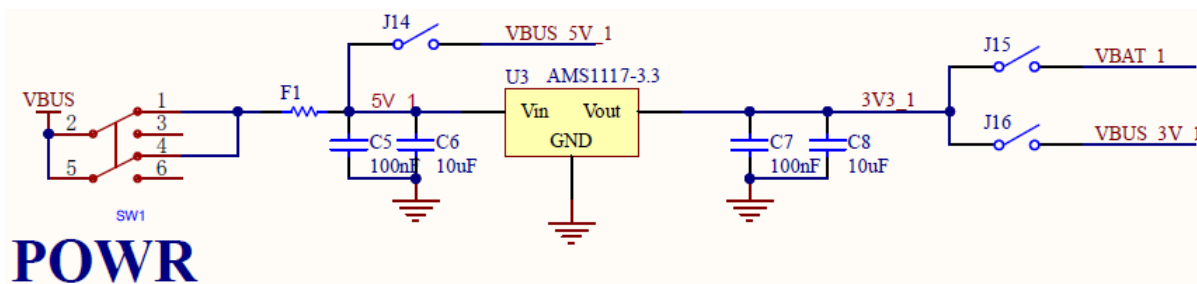 J14
VBUS_5V_1
U3 AMS1117-3.3
J15
VBAT_1
VBUS
1
F1
5V_1
Vin Vout
3V3_1
2
3
GND
J16
VBUS_3V_1
4
C5
C6
C7
C8
5
6
100nF
10uF
100nF
10uF
SW1
POWR